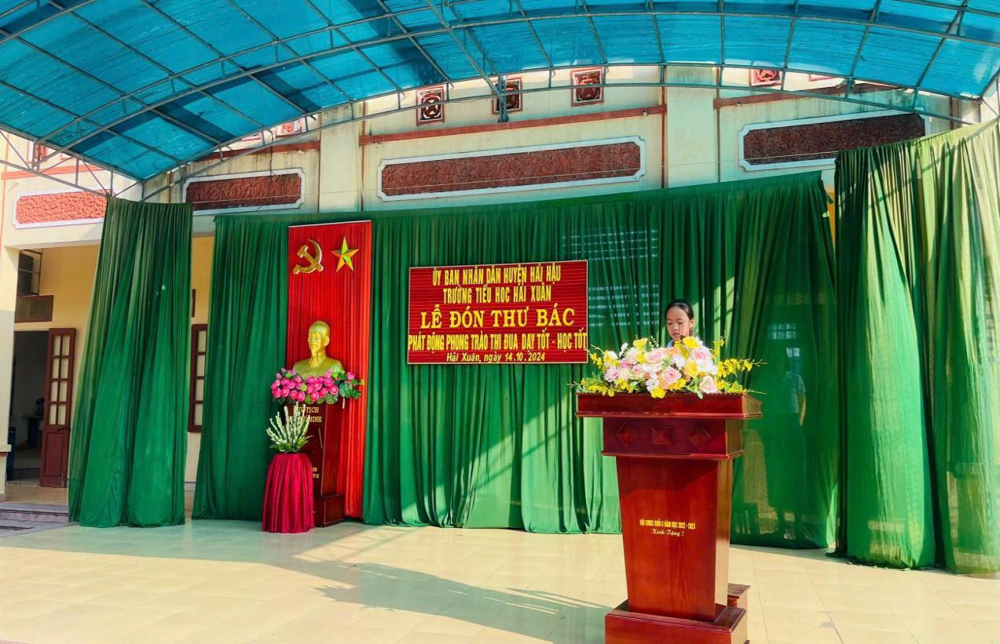 ỦY BAN NHÂN DÂN HUYỆN HẢI HẬU
TRƯỜNG TIỂU HỌC HẢI XUÂN
LỄ ĐÓN THƯ BÁC
PHÁT ĐỘNG PHONG TRÀO THI ĐUA DẠY TỐT - HỌC TỐT
Hải Xuân, ngày 14.10.2024
TỊCH
MINH
HỘI CMHS KHỐI 5 NĂM HỌC 2022 - 2023
Kính Tặng !